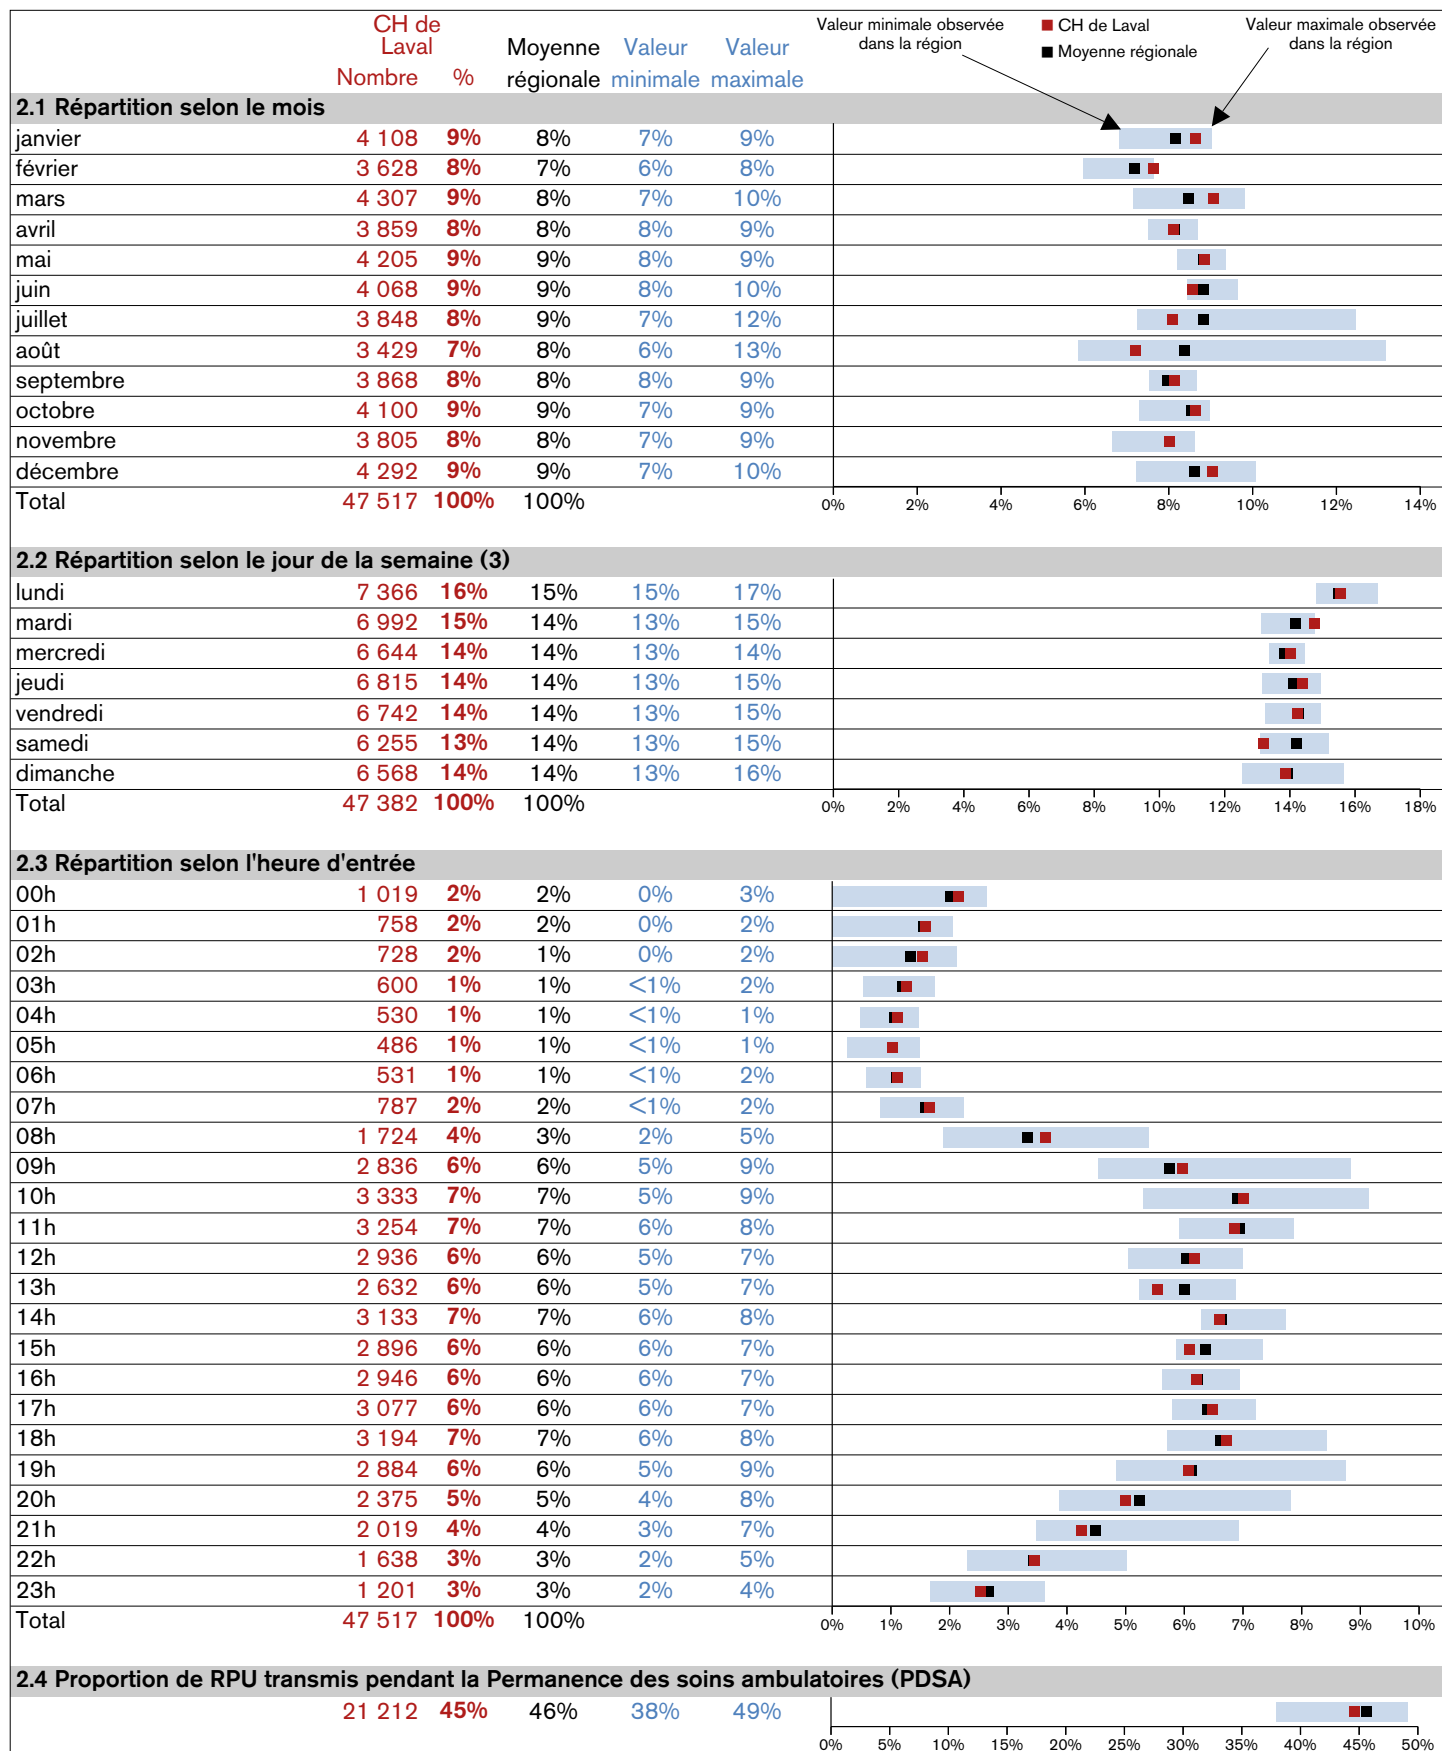 CH de Laval
Moyenne régionale
Valeur minimale
Valeur maximale
Nombre %
Valeur minimale observée dans la région
CH de Laval
Moyenne régionale
Valeur maximale observée dans la région
2.1 Répartition selon le mois
janvier 4 108 9% 8% 7% 9%
février 3 628 8% 7% 6% 8%
mars 4 307 9% 8% 7% 10%
avril 3 859 8% 8% 8% 9%
mai 4 205 9% 9% 8% 9%
juin 4 068 9% 9% 8% 10%
juillet 3 848 8% 9% 7% 12%
août 3 429 7% 8% 6% 13%
septembre 3 868 8% 8% 8% 9%
octobre 4 100 9% 9% 7% 9%
novembre 3 805 8% 8% 7% 9%
décembre 4 292 9% 9% 7% 10%
Total 47 517 100% 100%
0% 2% 4% 6% 8% 10% 12% 14%
2.2 Répartition selon le jour de la semaine (3)
lundi 7 366 16% 15% 15% 17%
mardi 6 992 15% 14% 13% 15%
mercredi 6 644 14% 14% 13% 14%
jeudi 6 815 14% 14% 13% 15%
vendredi 6 742 14% 14% 13% 15%
samedi 6 255 13% 14% 13% 15%
dimanche 6 568 14% 14% 13% 16%
Total 47 382 100% 100%
0% 2% 4% 6% 8% 10% 12% 14% 16% 18%
2.3 Répartition selon l'heure d'entrée
00h 1 019 2% 2% 0% 3%
01h 758 2% 2% 0% 2%
02h 728 2% 1% 0% 2%
03h 600 1% 1% <1% 2%
04h 530 1% 1% <1% 1%
05h 486 1% 1% <1% 1%
06h 531 1% 1% <1% 2%
07h 787 2% 2% <1% 2%
08h 1 724 4% 3% 2% 5%
09h 2 836 6% 6% 5% 9%
10h 3 333 7% 7% 5% 9%
11h 3 254 7% 7% 6% 8%
12h 2 936 6% 6% 5% 7%
13h 2 632 6% 6% 5% 7%
14h 3 133 7% 7% 6% 8%
15h 2 896 6% 6% 6% 7%
16h 2 946 6% 6% 6% 7%
17h 3 077 6% 6% 6% 7%
18h 3 194 7% 7% 6% 8%
19h 2 884 6% 6% 5% 9%
20h 2 375 5% 5% 4% 8%
21h 2 019 4% 4% 3% 7%
22h 1 638 3% 3% 2% 5%
23h 1 201 3% 3% 2% 4%
Total 47 517 100% 100%
0% 1% 2% 3% 4% 5% 6% 7% 8% 9% 10%
2.4 Proportion de RPU transmis pendant la Permanence des soins ambulatoires (PDSA)
21 212 45% 46% 38% 49%
0% 5% 10% 15% 20% 25% 30% 35% 40% 45% 50%